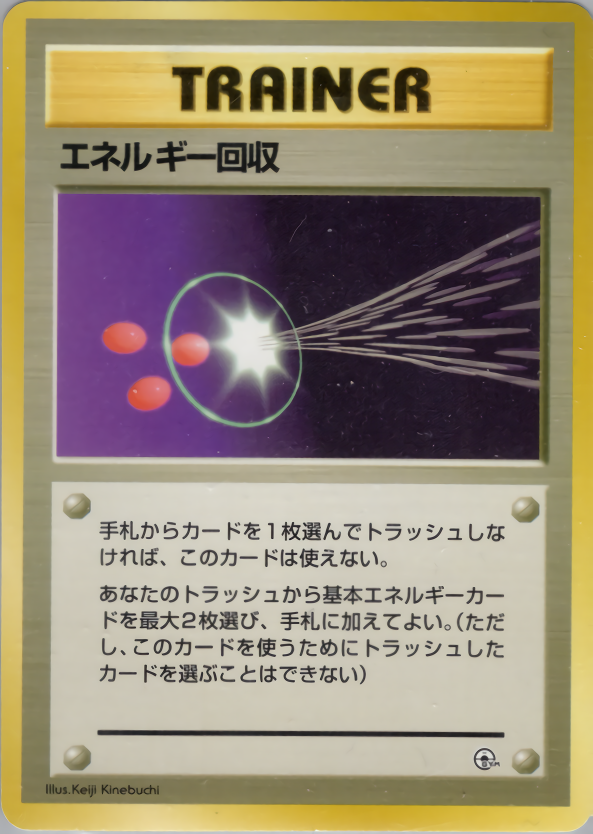 TRAINER
エネルギー回収
手札からカードを1枚選んでトラッシュしな
ければ、このカードは使えない。
あなたのトラッシュから基本エネルギーカー
ドを最大2枚選び、手札に加えてよい。(ただ
し、このカードを使うためにトラッシュした
カードを選ぶことはできない)
GYM
Illus.Keiji Kinebuchi